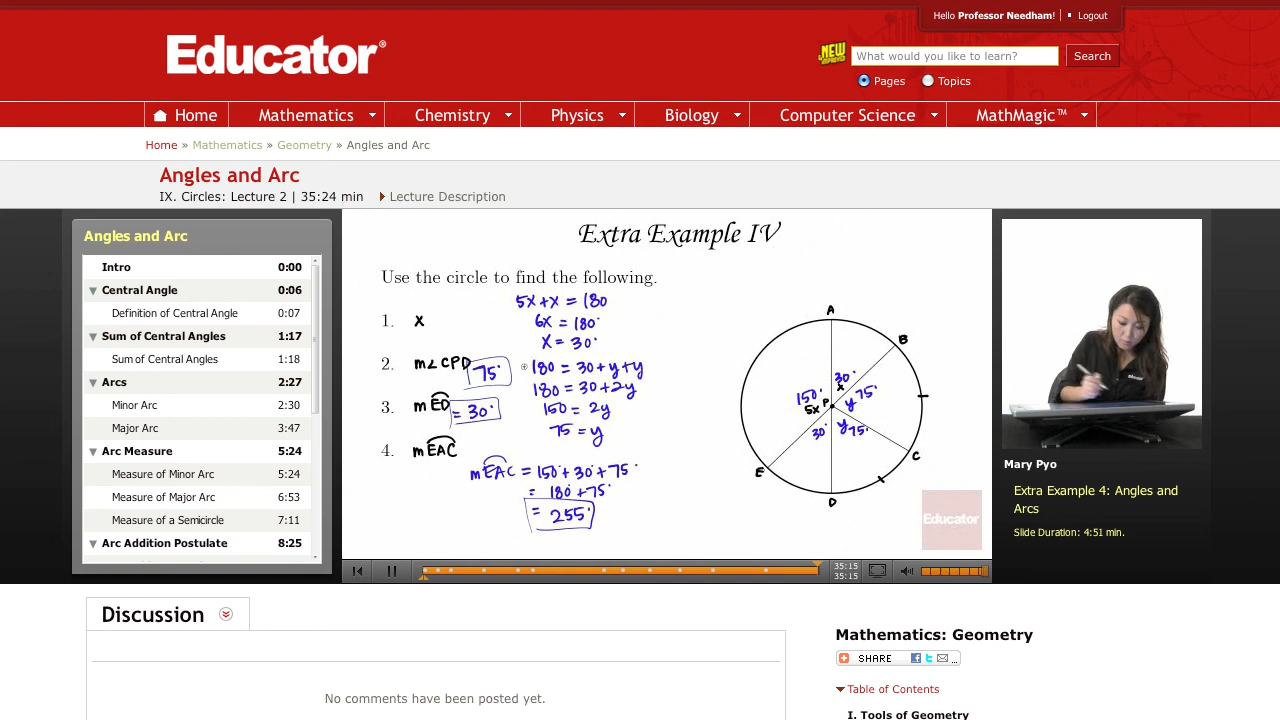 Hello Professor Needham! Logout
Educator®
NEW
What would you like to learn? Search
Pages Topics
Home Mathematics Chemistry Physics Biology Computer Science MathMagic™
Home » Mathematics » Geometry » Angles and Arc
Angles and Arc
IX. Circles: Lecture 2 | 35:24 min Lecture Description
Angles and Arc
Intro 0:00
Central Angle 0:06
Definition of Central Angle 0:07
Sum of Central Angles 1:17
Sum of Central Angles 1:18
Arcs 2:27
Minor Arc 2:30
Major Arc 3:47
Arc Measure 5:24
Measure of Minor Arc 5:24
Measure of Major Arc 6:53
Measure of a Semicircle 7:11
Arc Addition Postulate 8:25
Extra Example IV
Use the circle to find the following.
5x+x = 180
1. x
6x = 180°
x = 30°
2. m∠CPD 75°
180 = 30+y+y
180 = 30+2y
3. mED = 30°
150 = 2y
75 = y
4. mEAC
mEAC = 150°+30°+75°
= 180°+75°
= 255°
A
B
30°
x
150°
5x
P
y 75°
30°
y 75°
C
E
D
Educator
35:15
35:15
Mary Pyo
Extra Example 4: Angles and
Arcs
Slide Duration: 4:51 min.
Discussion
No comments have been posted yet.
Mathematics: Geometry
SHARE
Table of Contents
I. Tools of Geometry